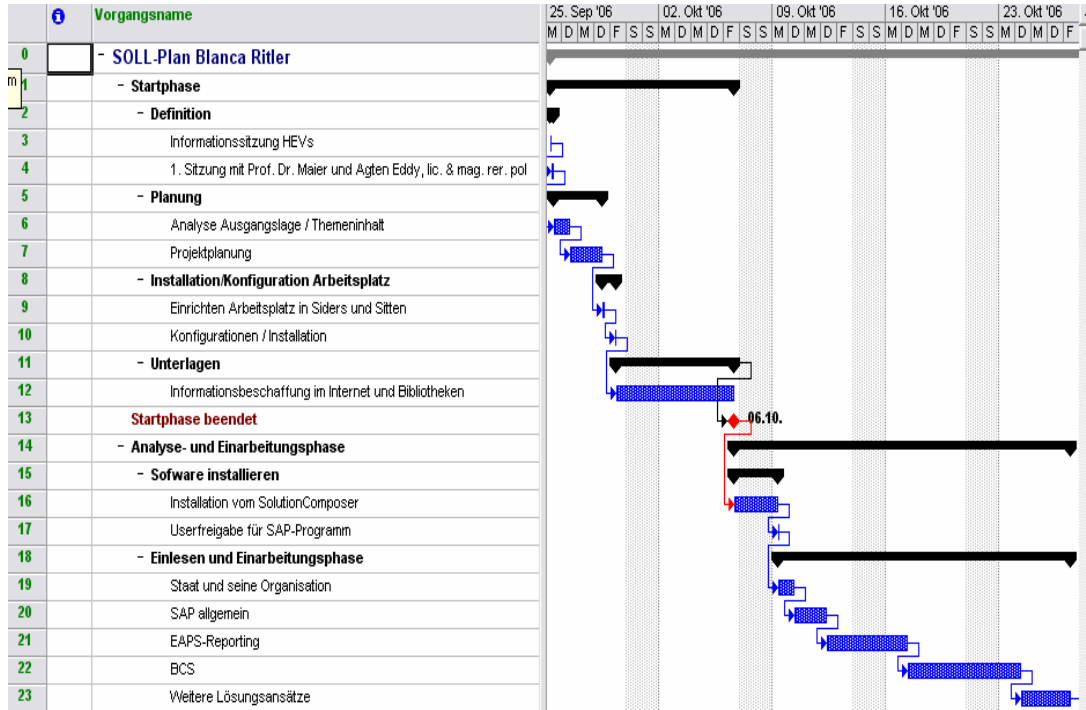 Vorgangsname 25. Sep '06 02. Okt '06 09. Okt '06 16. Okt '06 23. Okt '06
M D M D F S S M D M D F S S M D M D F S S M D M D F S S M D M D F
0 - SOLL-Plan Blanca Ritler
m
1 - Startphase
2 - Definition
3 Informationssitzung HEVs
4 1. Sitzung mit Prof. Dr. Maier und Agten Eddy, lic. & mag. rer. pol
5 - Planung
6 Analyse Ausgangslage / Themeninhalt
7 Projektplanung
8 - Installation/Konfiguration Arbeitsplatz
9 Einrichten Arbeitsplatz in Siders und Sitten
10 Konfigurationen / Installation
11 - Unterlagen
12 Informationsbeschaffung im Internet und Bibliotheken
13 Startphase beendet 06.10.
14 - Analyse- und Einarbeitungsphase
15 - Sofware installieren
16 Installation vom SolutionComposer
17 Userfreigabe für SAP-Programm
18 - Einlesen und Einarbeitungsphase
19 Staat und seine Organisation
20 SAP allgemein
21 EAPS-Reporting
22 BCS
23 Weitere Lösungsansätze